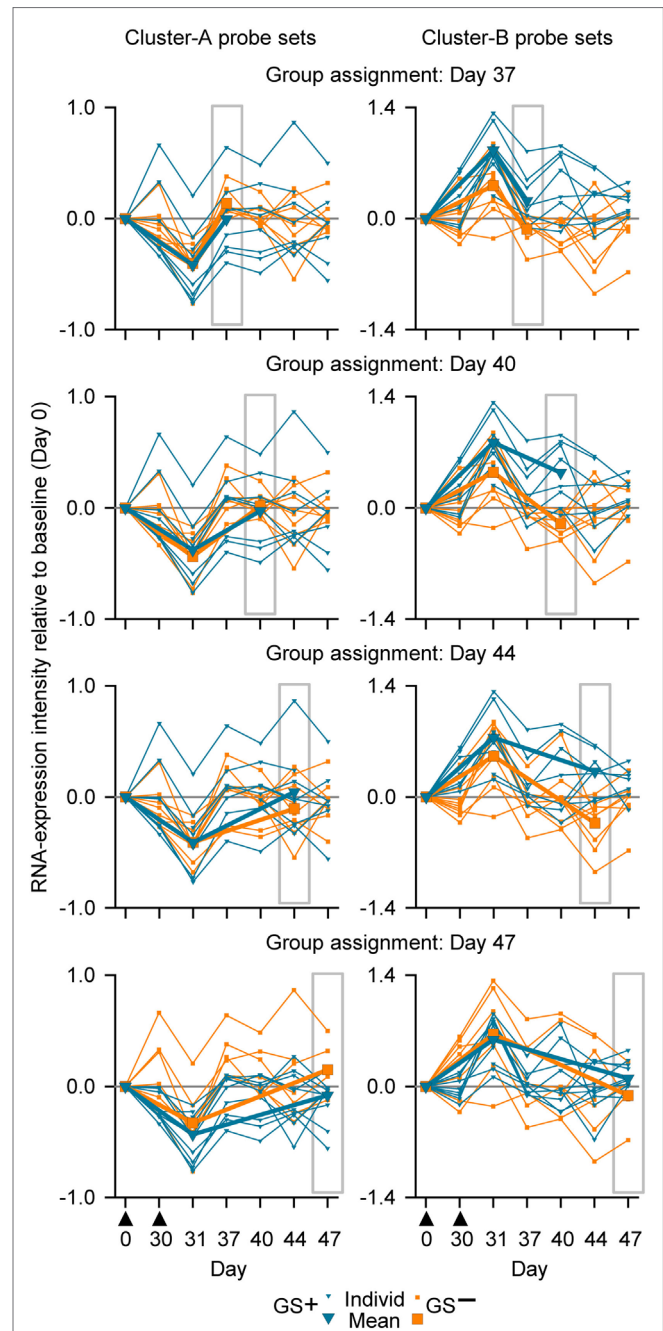 Cluster-A probe sets Cluster-B probe sets
Group assignment: Day 37
1.0 1.4
0.0 0.0
-1.0 -1.4
Group assignment: Day 40
1.0 1.4
0.0 0.0
-1.0 -1.4
Group assignment: Day 44
1.0 1.4
0.0 0.0
-1.0 -1.4
Group assignment: Day 47
1.0 1.4
0.0 0.0
-1.0 -1.4
RNA-expression intensity relative to baseline (Day 0)
0 30 31 37 40 44 47 0 30 31 37 40 44 47
Day Day
GS+ Individ GS−
Mean